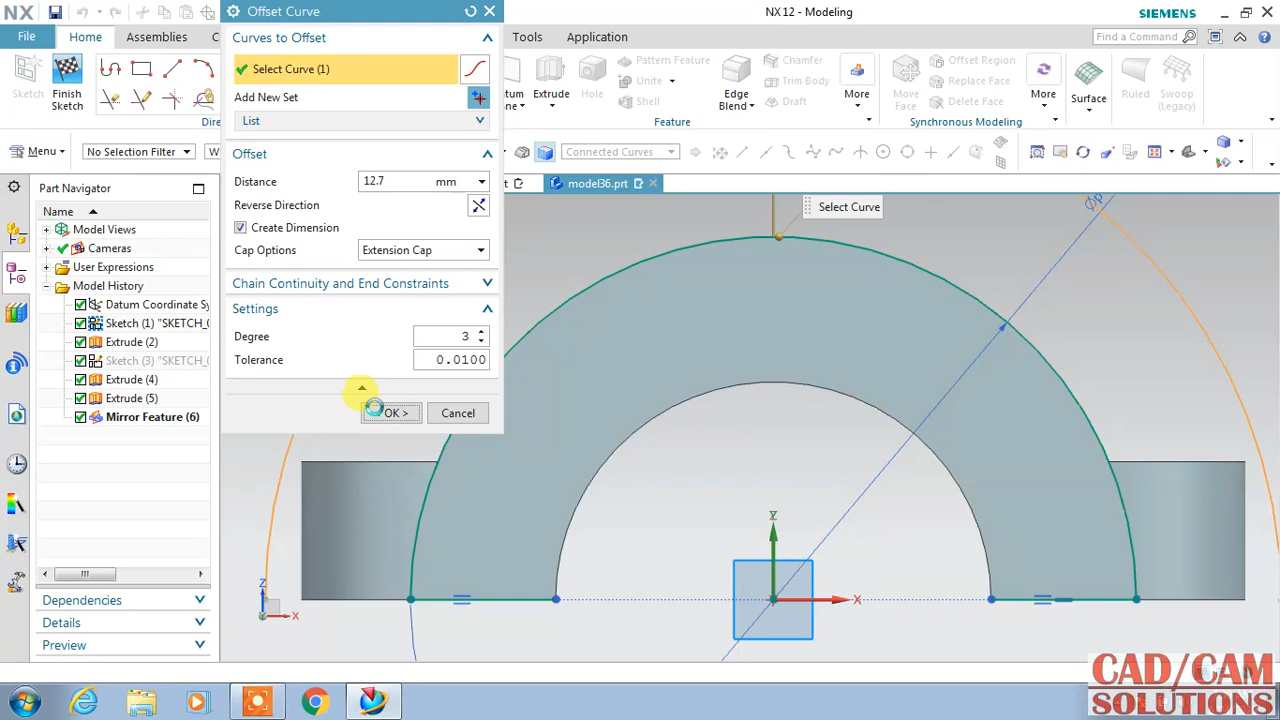 NX
Offset Curve
NX12 - Modeling
SIEMENS
File
Home
Assemblies
C
Tools
Application
Find a Command
Sketch
Finish
Sketch
Dir
Curves to Offset
Select Curve (1)
Add New Set
List
Offset
Distance
12.7
mm
Reverse Direction
Create Dimension
Cap Options
Extension Cap
Chain Continuity and End Constraints
Settings
Degree
3
Tolerance
0.0100
OK >
Cancel
tum
ane
Extrude
Hole
Pattern Feature
Unite
Shell
Edge
Blend
Chamfer
Trim Body
Draft
More
Feature
Move
Face
Offset Region
Replace Face
Delete Face
More
Synchronous Modeling
Surface
Ruled
Swoop
(Legacy)
Menu
No Selection Filter
W
Connected Curves
t
model36.prt
Select Curve
Part Navigator
Name
Model Views
Cameras
User Expressions
Model History
Datum Coordinate Sy
Sketch (1) "SKETCH_0
Extrude (2)
Sketch (3) "SKETCH_0
Extrude (4)
Extrude (5)
Mirror Feature (6)
Dependencies
Details
Preview
Z
X
X
CAD/CAM
SOLUTIONS